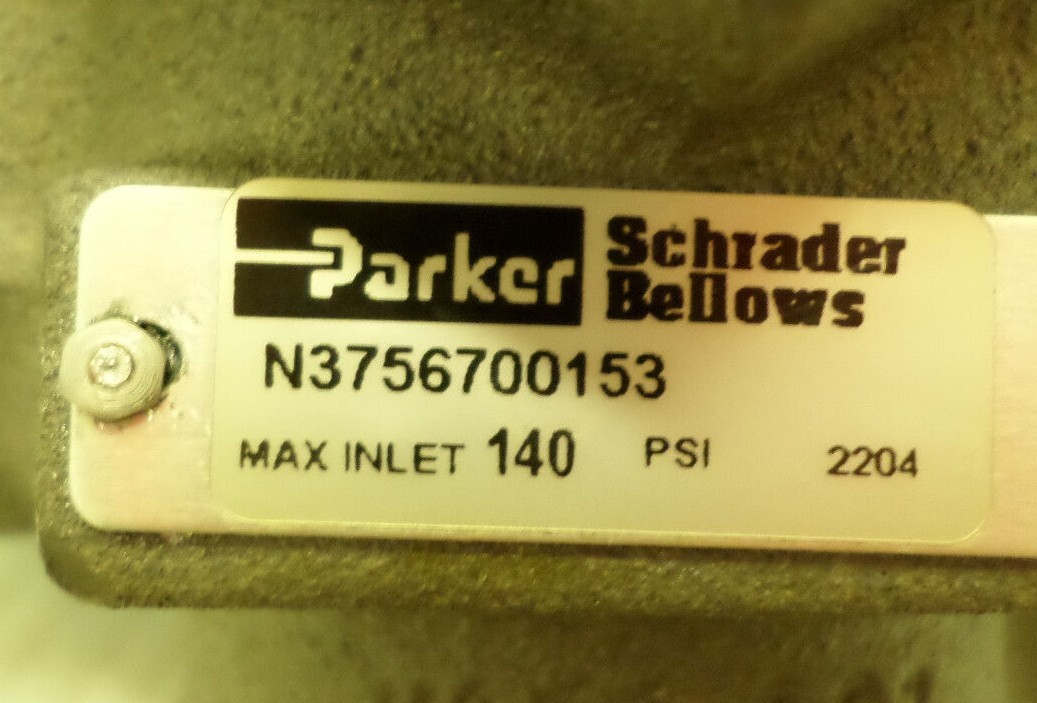 Parker Schrader
Bellows
N3756700153
MAX INLET 140 PSI 2204